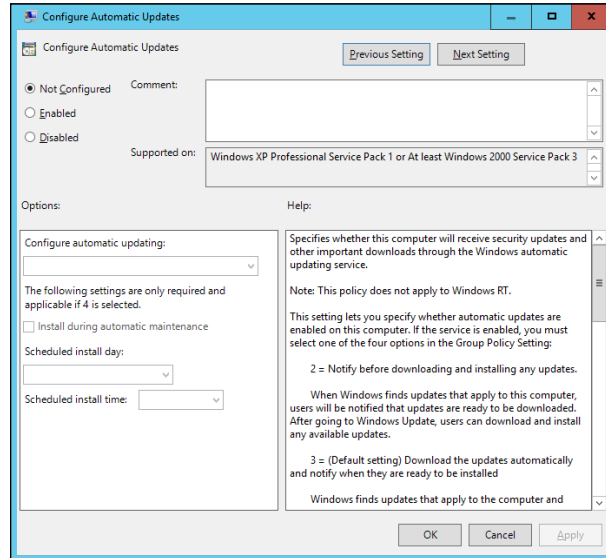 Configure Automatic Updates
Configure Automatic Updates
Previous Setting
Next Setting
Not Configured
Comment:
Enabled
Disabled
Supported on:
Windows XP Professional Service Pack 1 or At least Windows 2000 Service Pack 3
Options:
Help:
Configure automatic updating:
The following settings are only required and
applicable if 4 is selected.
Install during automatic maintenance
Scheduled install day:
Scheduled install time:
Specifies whether this computer will receive security updates and
other important downloads through the Windows automatic
updating service.
Note: This policy does not apply to Windows RT.
This setting lets you specify whether automatic updates are
enabled on this computer. If the service is enabled, you must
select one of the four options in the Group Policy Setting:
2 = Notify before downloading and installing any updates.
When Windows finds updates that apply to this computer,
users will be notified that updates are ready to be downloaded.
After going to Windows Update, users can download and install
any available updates.
3 = (Default setting) Download the updates automatically
and notify when they are ready to be installed
Windows finds updates that apply to the computer and
OK
Cancel
Apply